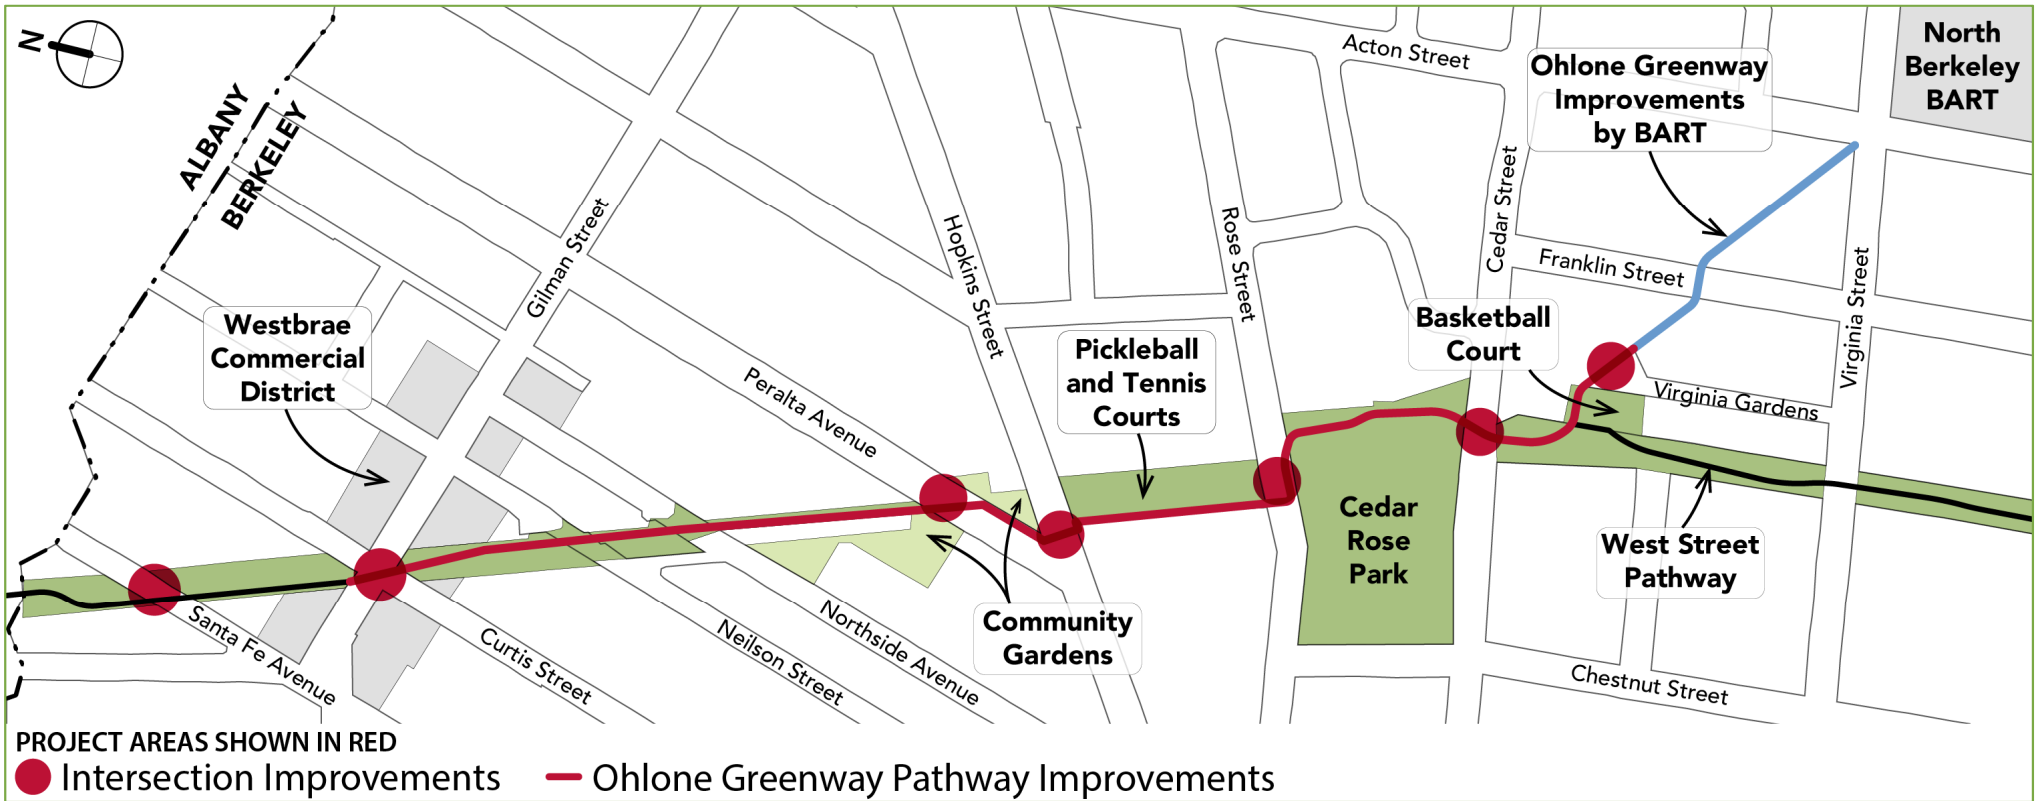 N
ALBANY
BERKELEY
Acton Street
Ohlone Greenway
Improvements
by BART
North
Berkeley
BART
Gilman Street
Hopkins Street
Rose Street
Cedar Street
Franklin Street
Virginia Street
Westbrae
Commercial
District
Peralta Avenue
Pickleball
and Tennis
Courts
Basketball
Court
Virginia Gardens
Cedar
Rose
Park
West Street
Pathway
Community
Gardens
Santa Fe Avenue
Curtis Street
Neilson Street
Northside Avenue
Chestnut Street
PROJECT AREAS SHOWN IN RED
Intersection Improvements
Ohlone Greenway Pathway Improvements